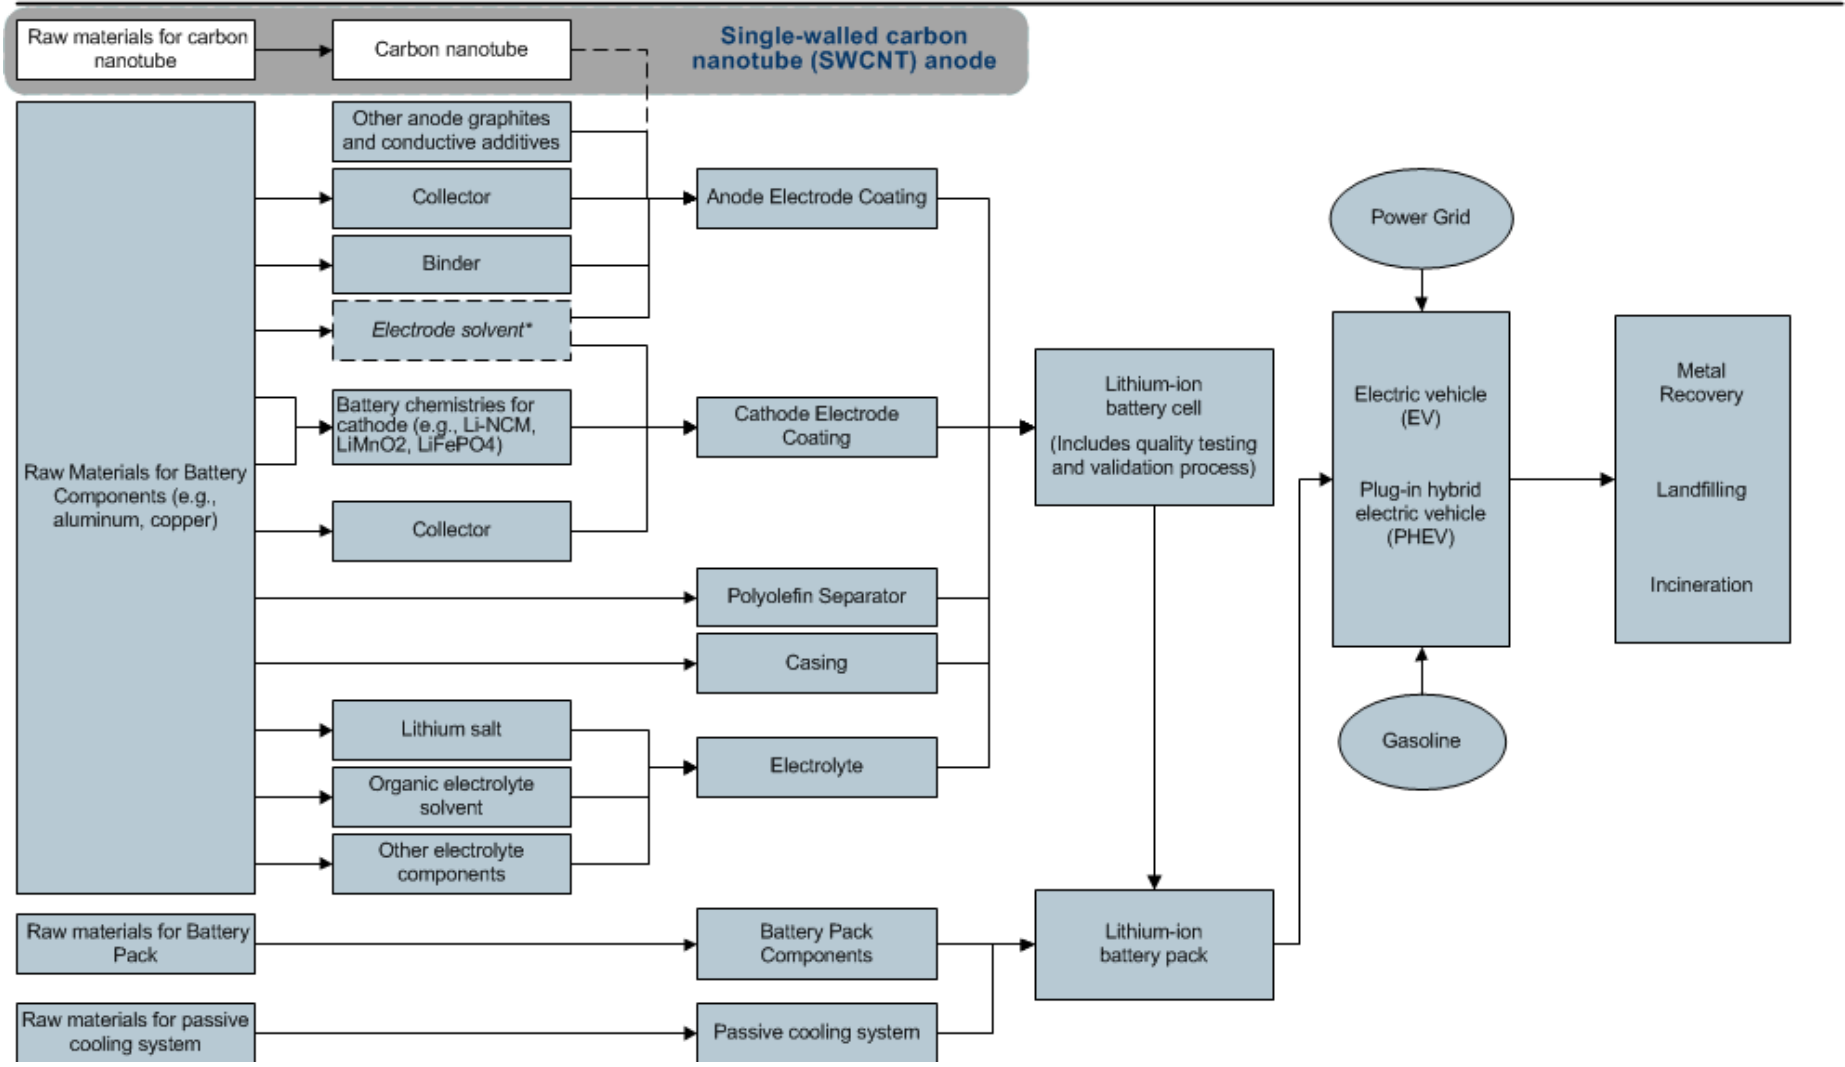 Raw materials for carbon
nanotube
Carbon nanotube
Single-walled carbon
nanotube (SWCNT) anode
Other anode graphites
and conductive additives
Collector
Anode Electrode Coating
Binder
Electrode solvent*
Battery chemistries for
cathode (e.g., Li-NCM,
LiMnO2, LiFePO4)
Cathode Electrode
Coating
Raw Materials for Battery
Components (e.g.,
aluminum, copper)
Collector
Polyolefin Separator
Casing
Lithium salt
Organic electrolyte
solvent
Other electrolyte
components
Electrolyte
Lithium-ion
battery cell
(Includes quality testing
and validation process)
Power Grid
Electric vehicle
(EV)
Plug-in hybrid
electric vehicle
(PHEV)
Gasoline
Metal
Recovery
Landfilling
Incineration
Raw materials for Battery
Pack
Battery Pack
Components
Lithium-ion
battery pack
Raw materials for passive
cooling system
Passive cooling system